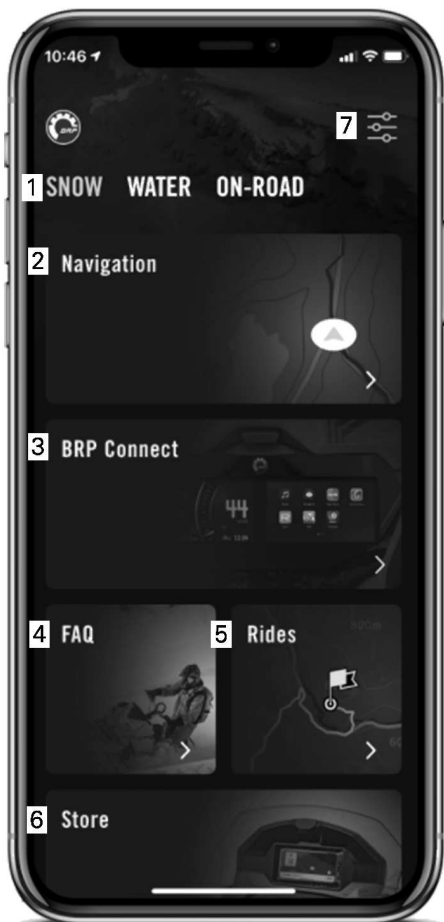 10:46
BRP
7
1 SNOW WATER ON-ROAD
2 Navigation
3 BRP Connect
44
4 FAQ
5 Rides
6 Store